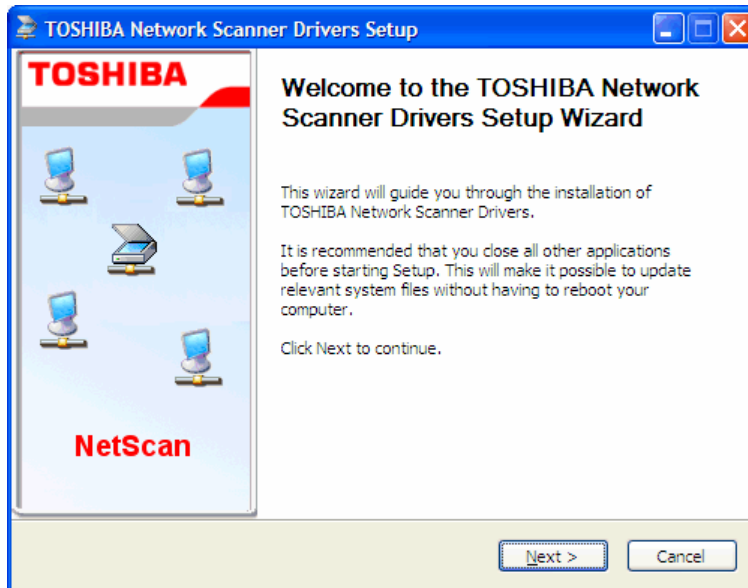 TOSHIBA Network Scanner Drivers Setup
TOSHIBA
Welcome to the TOSHIBA Network
Scanner Drivers Setup Wizard
This wizard will guide you through the installation of
TOSHIBA Network Scanner Drivers.
It is recommended that you close all other applications
before starting Setup. This will make it possible to update
relevant system files without having to reboot your
computer.
Click Next to continue.
NetScan
Next >
Cancel